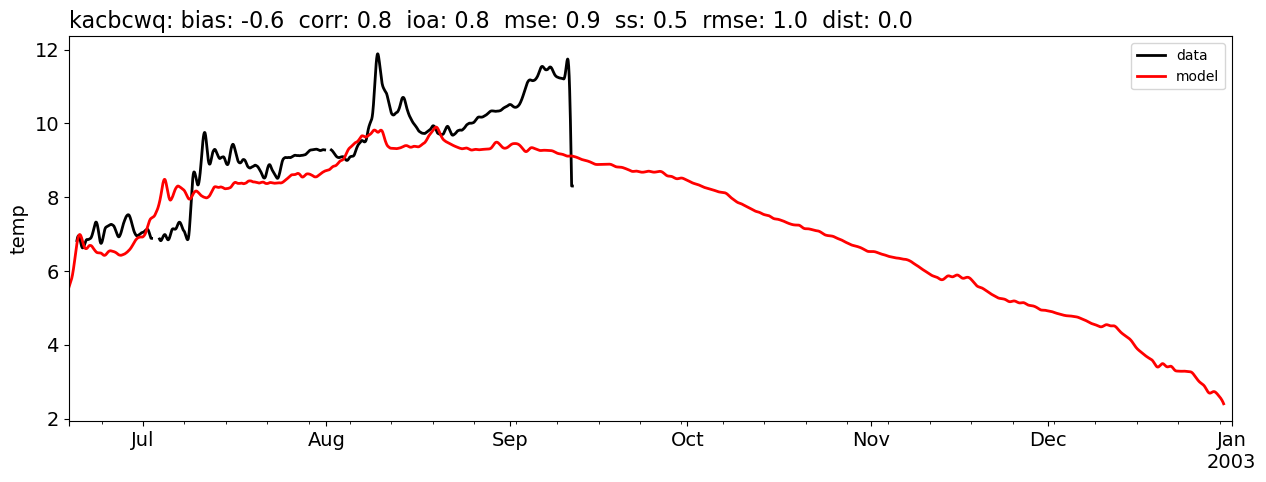 kacbcwq: bias: -0.6  corr: 0.8  ioa: 0.8  mse: 0.9  ss: 0.5  rmse: 1.0  dist: 0.0
data
model
temp
12
10
8
6
4
2
Jul
Aug
Sep
Oct
Nov
Dec
Jan
2003